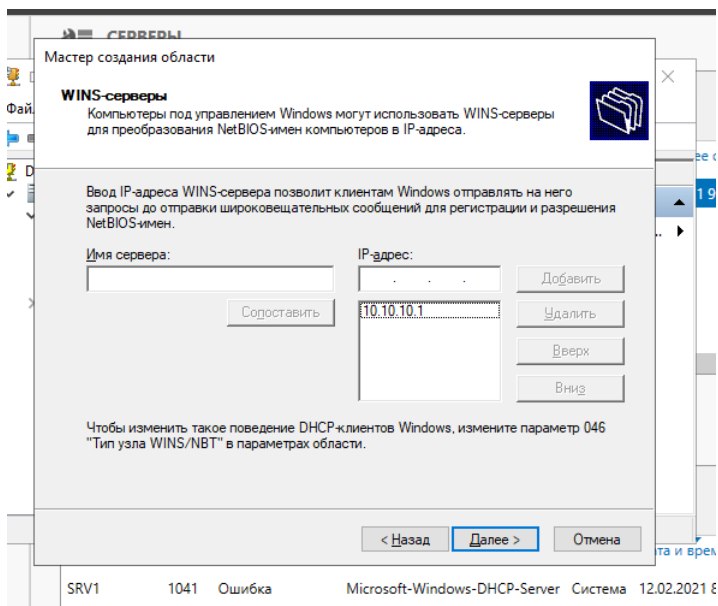 СЕРВЕРЫ
Мастер создания области
WINS-серверы
Компьютеры под управлением Windows могут использовать WINS-серверы
для преобразования NetBIOS-имен компьютеров в IP-адреса.
Фай
D
1 9
Ввод IP-адреса WINS-сервера позволит клиентам Windows отправлять на него
запросы до отправки широковещательных сообщений для регистрации и разрешения
NetBIOS-имен.
Имя сервера:
IP-адрес:
. . .
Добавить
Сопоставить
10.10.10.1
Удалить
Вверх
Вниз
Чтобы изменить такое поведение DHCP-клиентов Windows, измените параметр 046
"Тип узла WINS/NBT" в параметрах области.
< Назад
Далее >
Отмена
та и врем
SRV1 1041 Ошибка Microsoft-Windows-DHCP-Server Система 12.02.2021 8